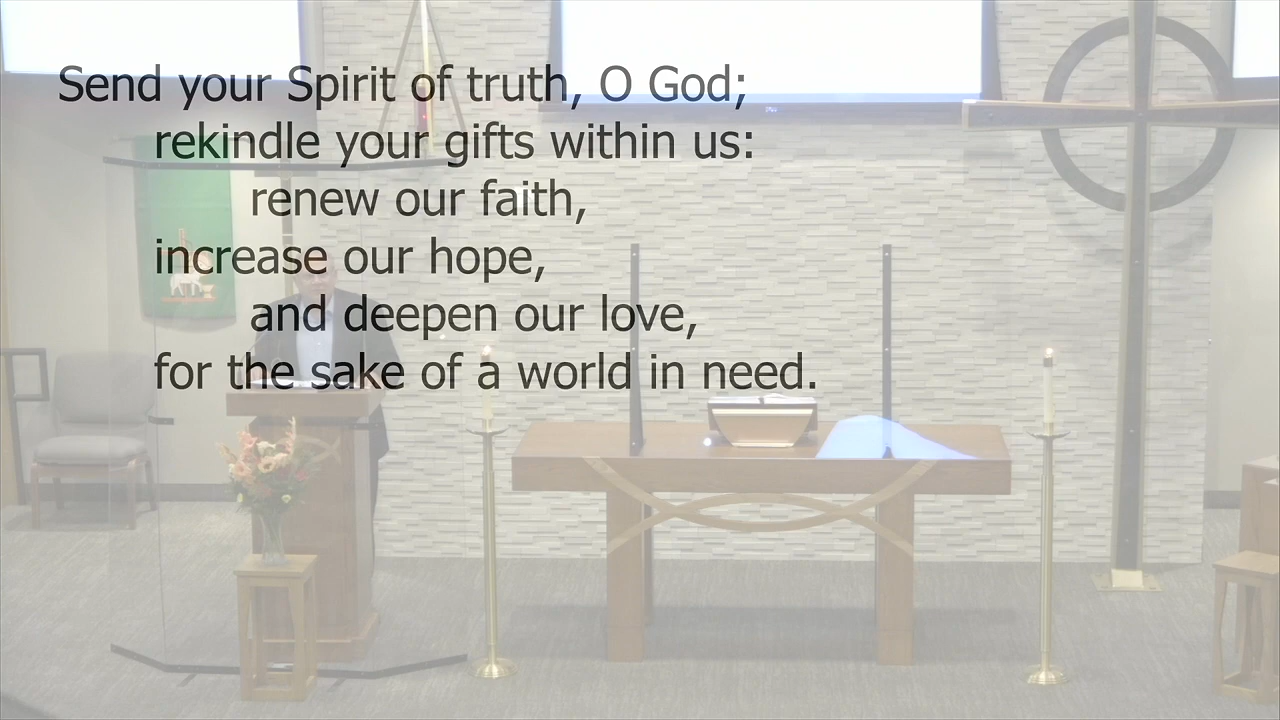 Send your Spirit of truth, O God;
rekindle your gifts within us:
renew our faith,
increase our hope,
and deepen our love,
for the sake of a world in need.